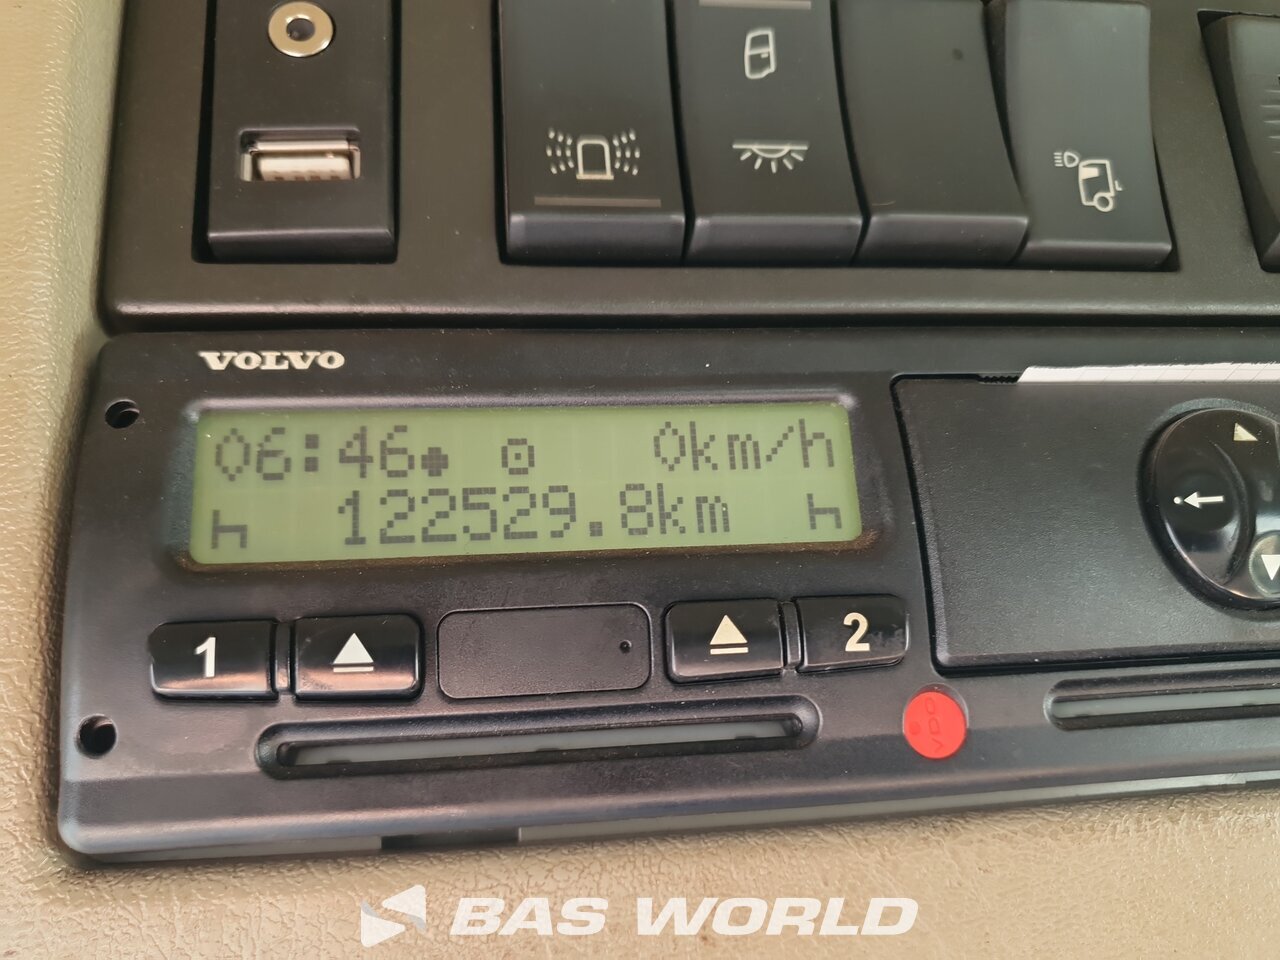 VOLVO
06:46 0km/h
122529.8km
1 2
VDO
BAS WORLD